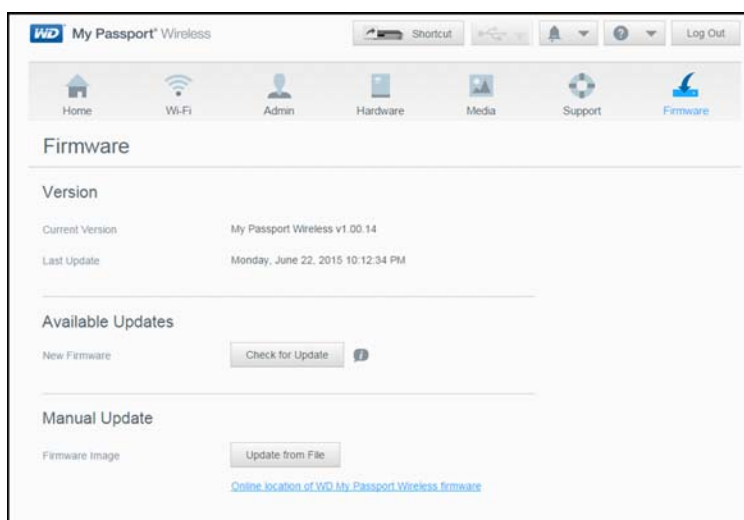 WD My Passport® Wireless
Shortcut
Log Out
Home
Wi-Fi
Admin
Hardware
Media
Support
Firmware
Firmware
Version
Current Version My Passport Wireless v1.00.14
Last Update Monday, June 22, 2015 10:12:34 PM
Available Updates
New Firmware Check for Update
Manual Update
Firmware Image Update from File
Online location of WD My Passport Wireless firmware